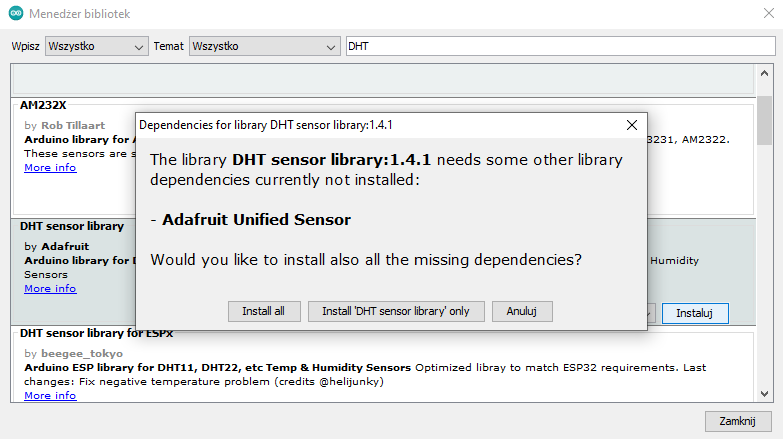 Menedżer bibliotek
Wpisz Wszystko Temat Wszystko DHT
AM232X
by Rob Tillaart
Arduino library for
These sensors are s
More info
3231, AM2322.
DHT sensor library
by Adafruit
Arduino library for
Humidity
Sensors
More info
Instaluj
Dependencies for library DHT sensor library:1.4.1
The library DHT sensor library:1.4.1 needs some other library
dependencies currently not installed:
- Adafruit Unified Sensor
Would you like to install also all the missing dependencies?
Install all Install 'DHT sensor library' only Anuluj
DHT sensor library for ESPx
by beegee_tokyo
Arduino ESP library for DHT11, DHT22, etc Temp & Humidity Sensors Optimized libray to match ESP32 requirements. Last
changes: Fix negative temperature problem (credits @helijunky)
More info
Zamknij